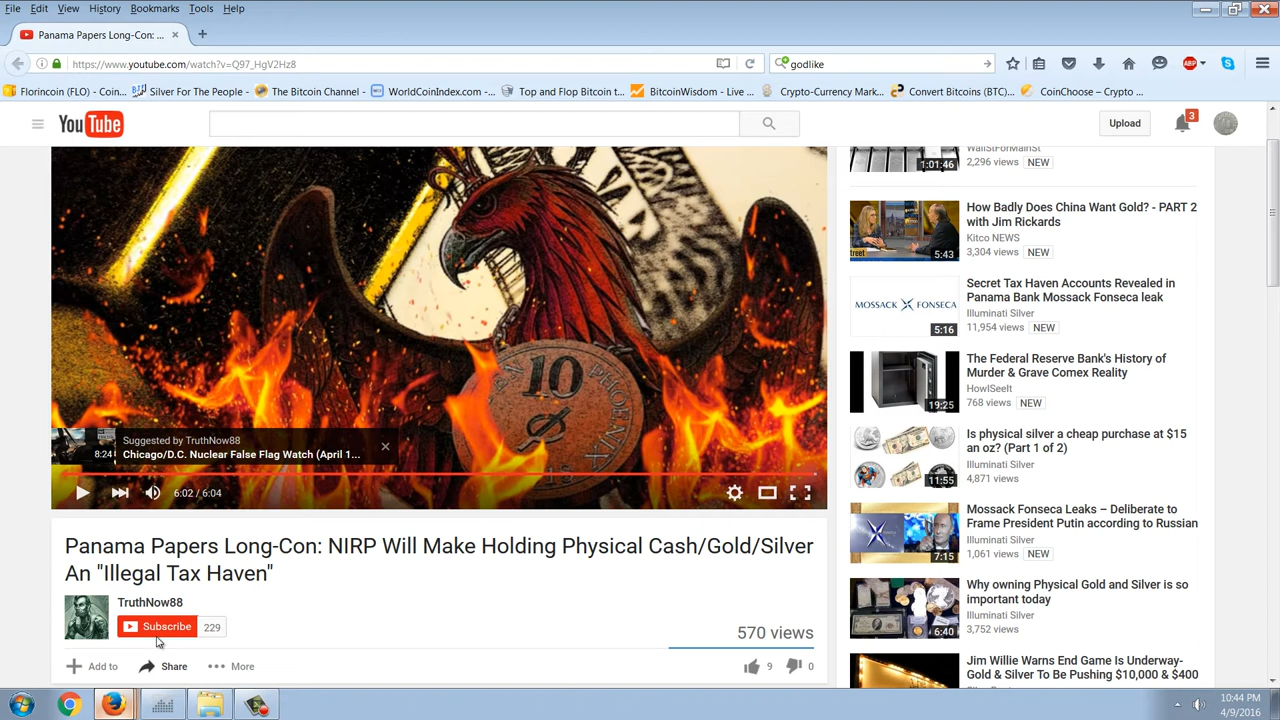 File Edit View History Bookmarks Tools Help
Panama Papers Long-Con: ...
https://www.youtube.com/watch?v=Q97_HgV2Hz8
godlike
ABP
Florincoin (FLO) - Coin...
Silver For The People - ...
The Bitcoin Channel - ...
WorldCoinIndex.com -...
Top and Flop Bitcoin t...
BitcoinWisdom - Live ...
Crypto-Currency Mark...
Convert Bitcoins (BTC)...
CoinChoose – Crypto ...
YouTube
Upload
3
10
PHOENIX
Suggested by TruthNow88
8:24
Chicago/D.C. Nuclear False Flag Watch (April 1...
6:02 / 6:04
Panama Papers Long-Con: NIRP Will Make Holding Physical Cash/Gold/Silver
An "Illegal Tax Haven"
TruthNow88
Subscribe 229
570 views
Add to Share More
9 0
WallStForMainSt
2,296 views NEW
1:01:46
How Badly Does China Want Gold? - PART 2
with Jim Rickards
Kitco NEWS
3,304 views NEW
5:43
Secret Tax Haven Accounts Revealed in
Panama Bank Mossack Fonseca leak
Illuminati Silver
11,954 views NEW
MOSSACK FONSECA
5:16
The Federal Reserve Bank's History of
Murder & Grave Comex Reality
HowISeeIt
768 views NEW
19:25
Is physical silver a cheap purchase at $15
an oz? (Part 1 of 2)
Illuminati Silver
4,871 views
11:55
Mossack Fonseca Leaks – Deliberate to
Frame President Putin according to Russian
Illuminati Silver
1,061 views NEW
7:15
Why owning Physical Gold and Silver is so
important today
Illuminati Silver
3,752 views
6:40
Jim Willie Warns End Game Is Underway-
Gold & Silver To Be Pushing $10,000 & $400
10:44 PM
4/9/2016